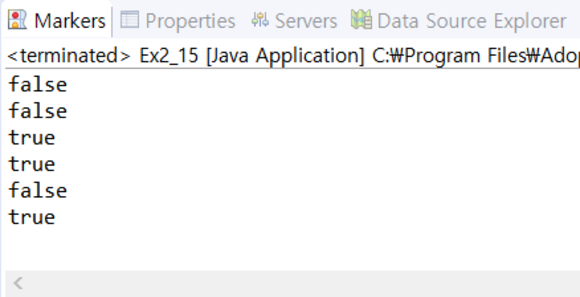 Markers Properties Servers Data Source Explorer
<terminated> Ex2_15 [Java Application] C:₩Program Files₩Adop
false
false
true
true
false
true